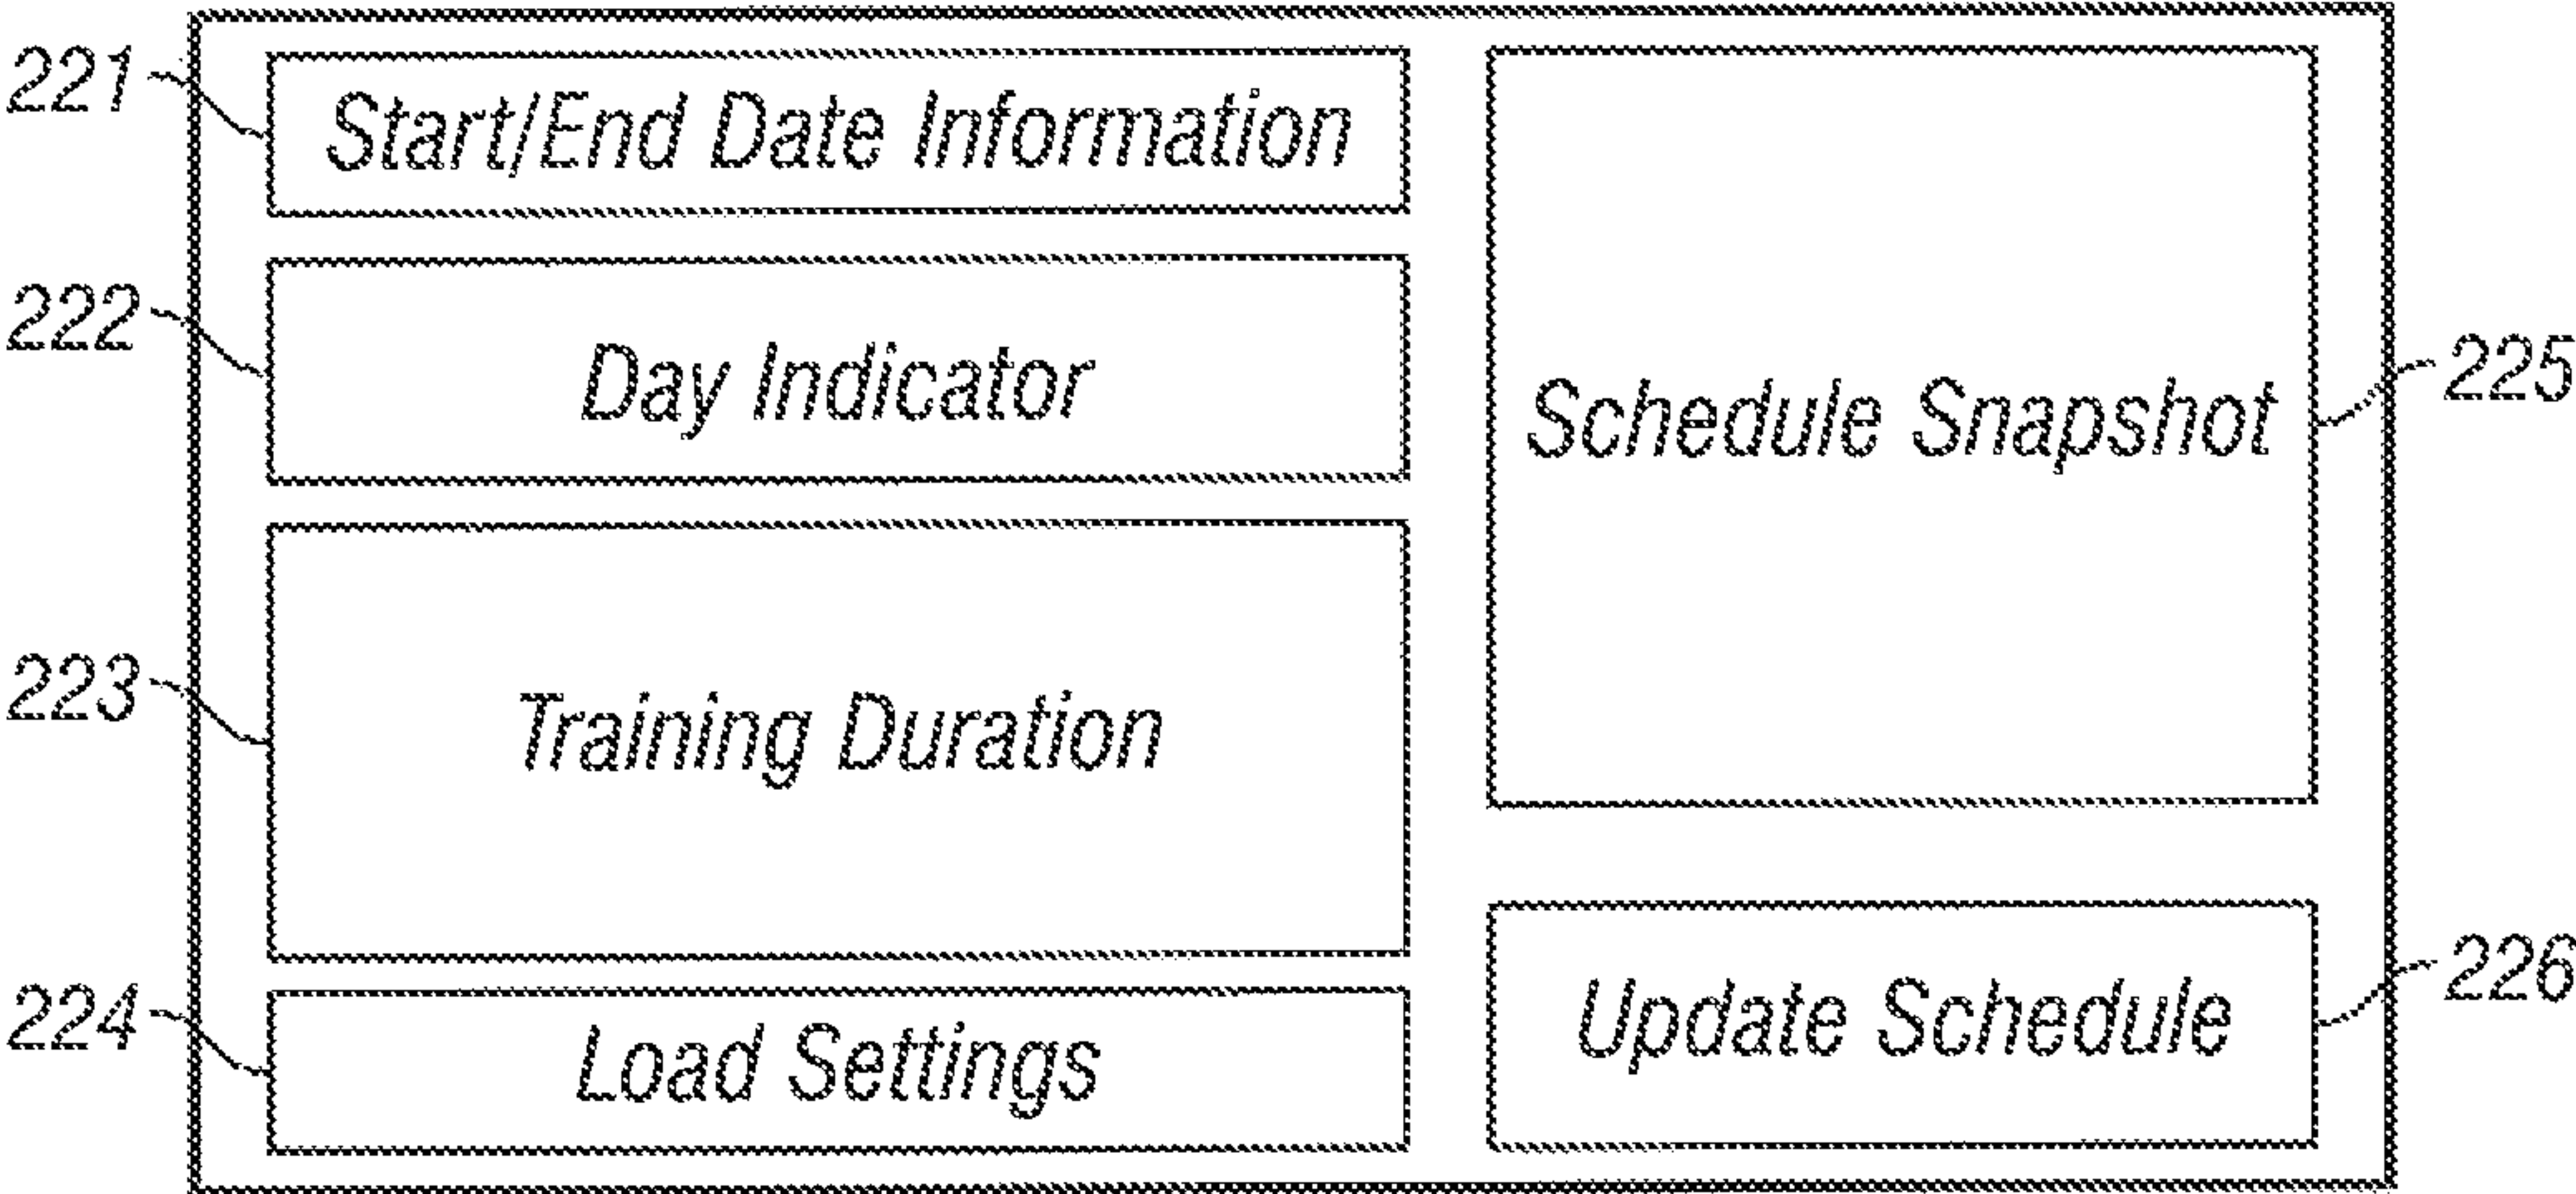 221
Start/End Date Information
222
Day Indicator
223
Training Duration
224
Load Settings
Schedule Snapshot
225
Update Schedule
226